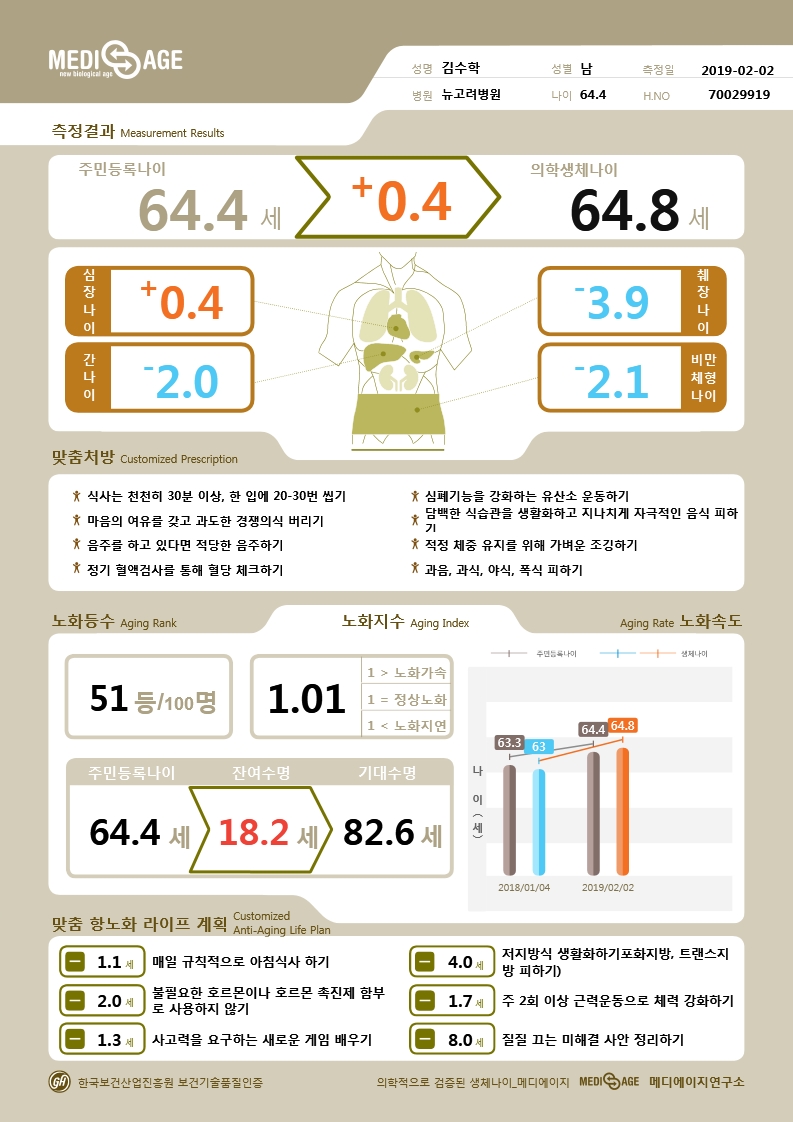 MEDI AGE
new biological age
성명 김수학 성별 남 측정일 2019-02-02
병원 뉴고려병원 나이 64.4 H.NO 70029919
측정결과 Measurement Results
주민등록나이 의학생체나이
64.4 세 +0.4 64.8 세
심장나이 +0.4
-3.9 췌장나이
간나이 -2.0
-2.1 비만체형나이
맞춤처방 Customized Prescription
식사는 천천히 30분 이상, 한 입에 20-30번 씹기
심폐기능을 강화하는 유산소 운동하기
마음의 여유를 갖고 과도한 경쟁의식 버리기
담백한 식습관을 생활화하고 지나치게 자극적인 음식 피하
기
음주를 하고 있다면 적당한 음주하기
적정 체중 유지를 위해 가벼운 조깅하기
정기 혈액검사를 통해 혈당 체크하기
과음, 과식, 야식, 폭식 피하기
노화등수 Aging Rank
노화지수 Aging Index
Aging Rate 노화속도
51 등/100명
1.01
1 > 노화가속
1 = 정상노화
1 < 노화지연
주민등록나이 잔여수명 기대수명
64.4 세 18.2 세 82.6 세
주민등록나이 생체나이
나이(세)
63.3 63 64.4 64.8
2018/01/04 2019/02/02
맞춤 항노화 라이프 계획 Customized
Anti-Aging Life Plan
- 1.1 세 매일 규칙적으로 아침식사 하기
- 4.0 세 저지방식 생활화하기포화지방, 트랜스지
방 피하기)
- 2.0 세 불필요한 호르몬이나 호르몬 촉진제 함부
로 사용하지 않기
- 1.7 세 주 2회 이상 근력운동으로 체력 강화하기
- 1.3 세 사고력을 요구하는 새로운 게임 배우기
- 8.0 세 질질 끄는 미해결 사안 정리하기
GH 한국보건산업진흥원 보건기술품질인증
의학적으로 검증된 생체나이_메디에이지 MEDI AGE 메디에이지연구소